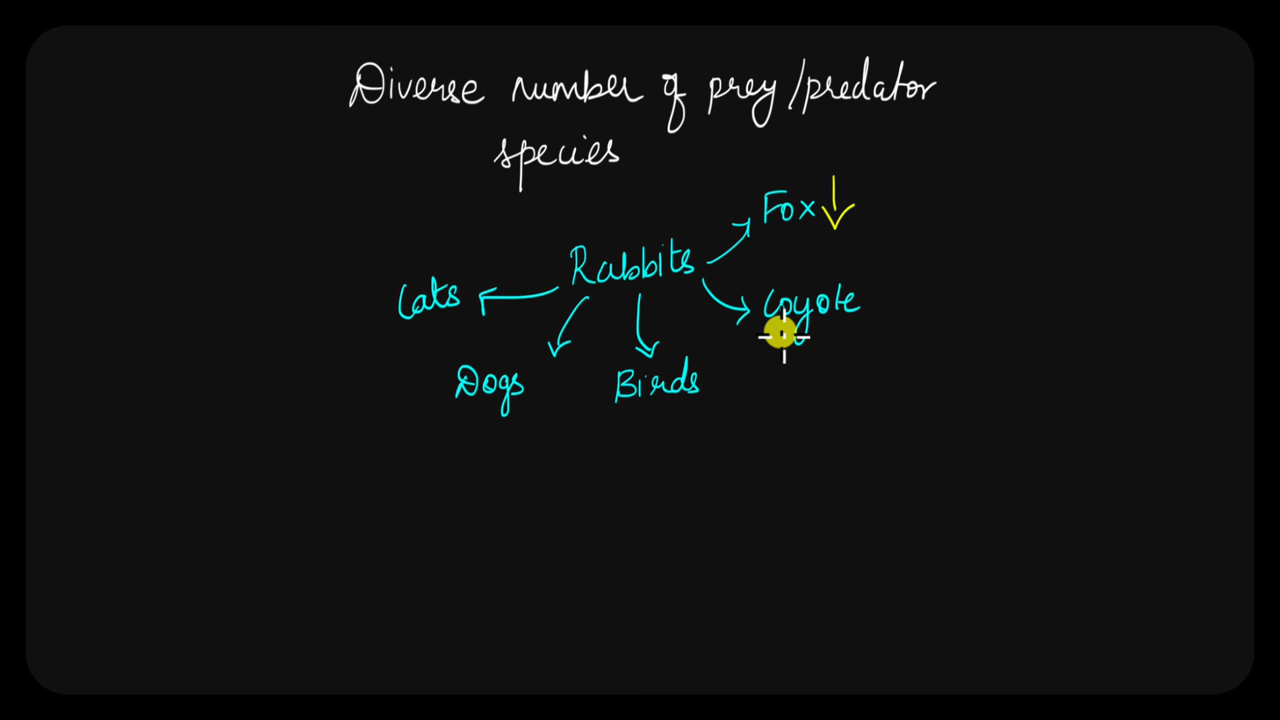 Diverse number of prey/predator
species
Fox
Rabbits
Cats
Coyote
Dogs
Birds